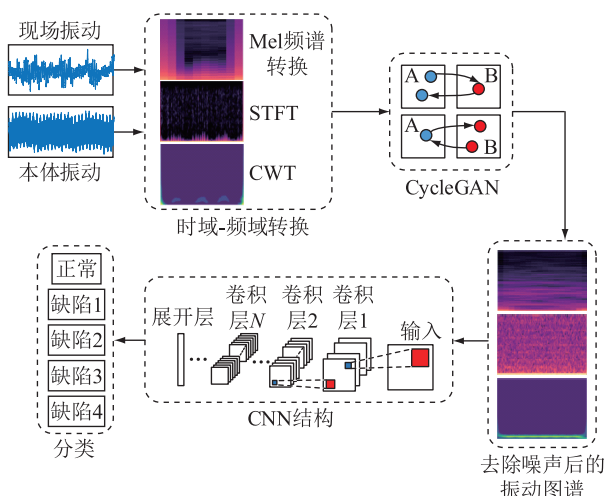 现场振动
本体振动
Mel频谱
转换
STFT
CWT
时域-频域转换
A
B
A
B
CycleGAN
去除噪声后的
振动图谱
输入
卷积
层1
卷积
层2
卷积
层N
展开层
CNN结构
正常
缺陷1
缺陷2
缺陷3
缺陷4
分类